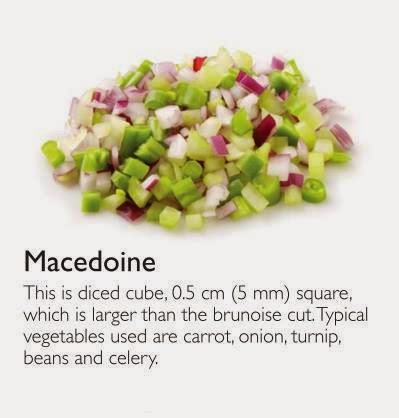 Macedoine
This is diced cube, 0.5 cm (5 mm) square,
which is larger than the brunoise cut. Typical
vegetables used are carrot, onion, turnip,
beans and celery.